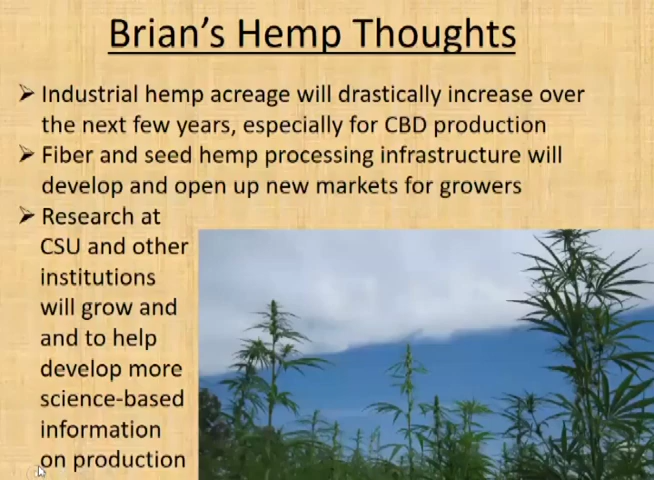 Brian's Hemp Thoughts
➢ Industrial hemp acreage will drastically increase over
the next few years, especially for CBD production
➢ Fiber and seed hemp processing infrastructure will
develop and open up new markets for growers
➢ Research at
CSU and other
institutions
will grow and
and to help
develop more
science-based
information
on production